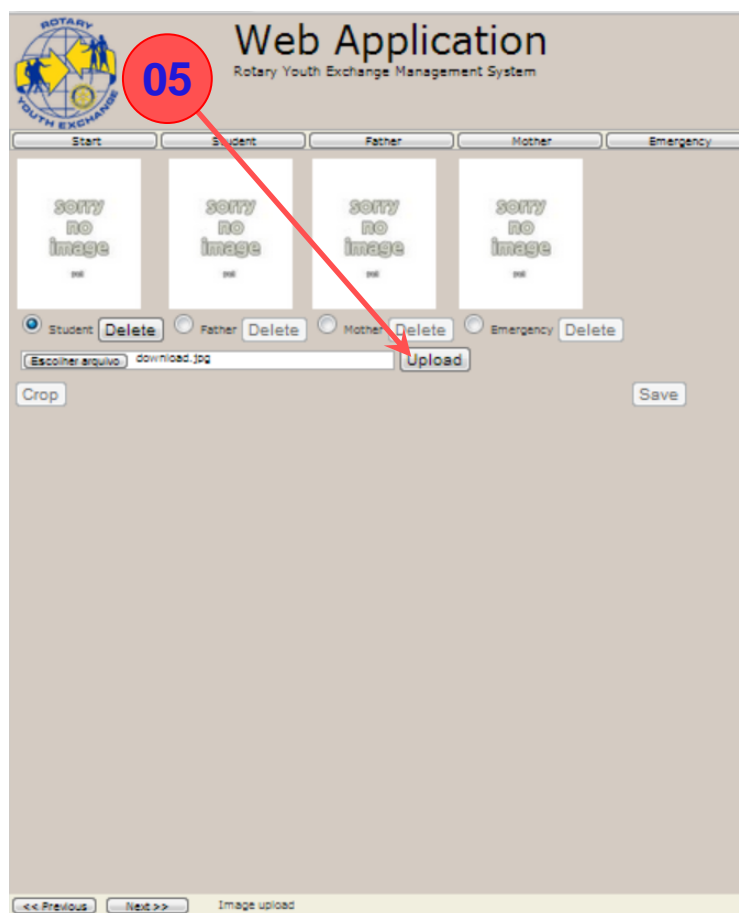 ROTARY
YOUTH EXCHANGE
Web Application
Rotary Youth Exchange Management System
05
Start Student Father Mother Emergency
sorry sorry sorry sorry
no no no no
image image image image
Student Delete Father Delete Mother Delete Emergency Delete
Escolher arquivo download.jpg Upload
Crop Save
<< Previous Next >> Image upload